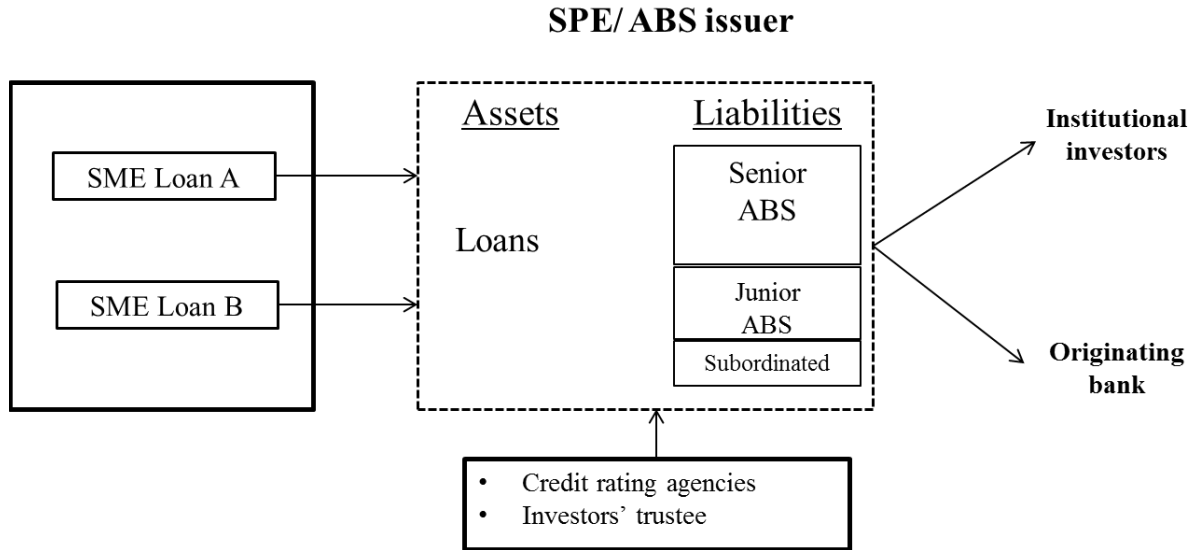 SPE/ ABS issuer
SME Loan A
SME Loan B
Assets
Loans
Liabilities
Senior
ABS
Junior
ABS
Subordinated
Institutional
investors
Originating
bank
• Credit rating agencies
• Investors’ trustee